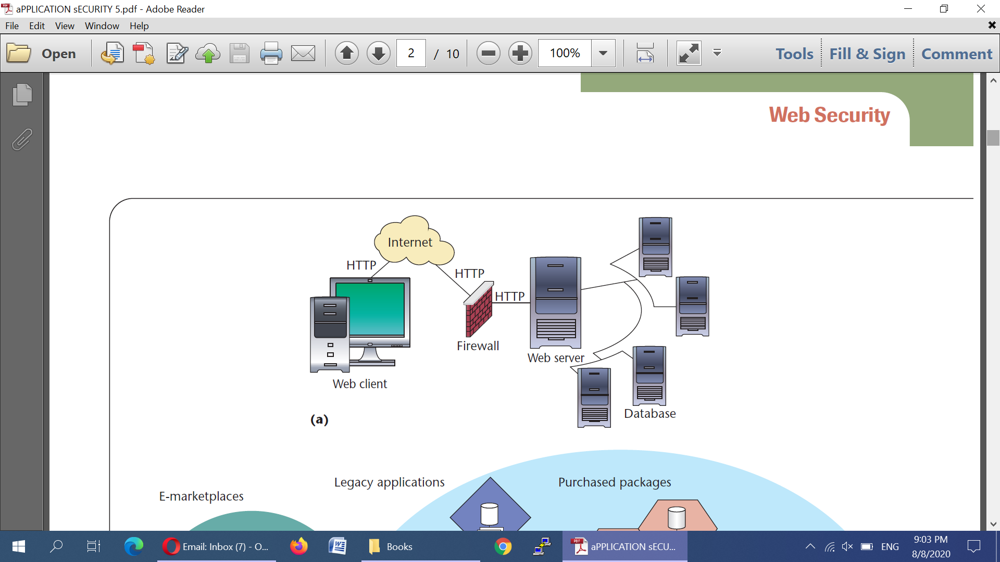 aPPLICATION sECURITY 5.pdf - Adobe Reader
File Edit View Window Help
Open 2 / 10 100% Tools Fill & Sign Comment
Web Security
Internet
HTTP
HTTP
HTTP
Firewall
Web server
Web client
Database
(a)
Legacy applications
Purchased packages
E-marketplaces
Email: Inbox (7) - O...
Books
aPPLICATION sECU...
ENG
9:03 PM
8/8/2020